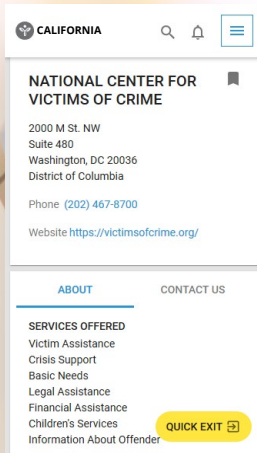 CALIFORNIA
NATIONAL CENTER FOR
VICTIMS OF CRIME
2000 M St. NW
Suite 480
Washington, DC 20036
District of Columbia
Phone (202) 467-8700
Website https://victimsofcrime.org/
ABOUT CONTACT US
SERVICES OFFERED
Victim Assistance
Crisis Support
Basic Needs
Legal Assistance
Financial Assistance
Children's Services
Information About Offender
QUICK EXIT